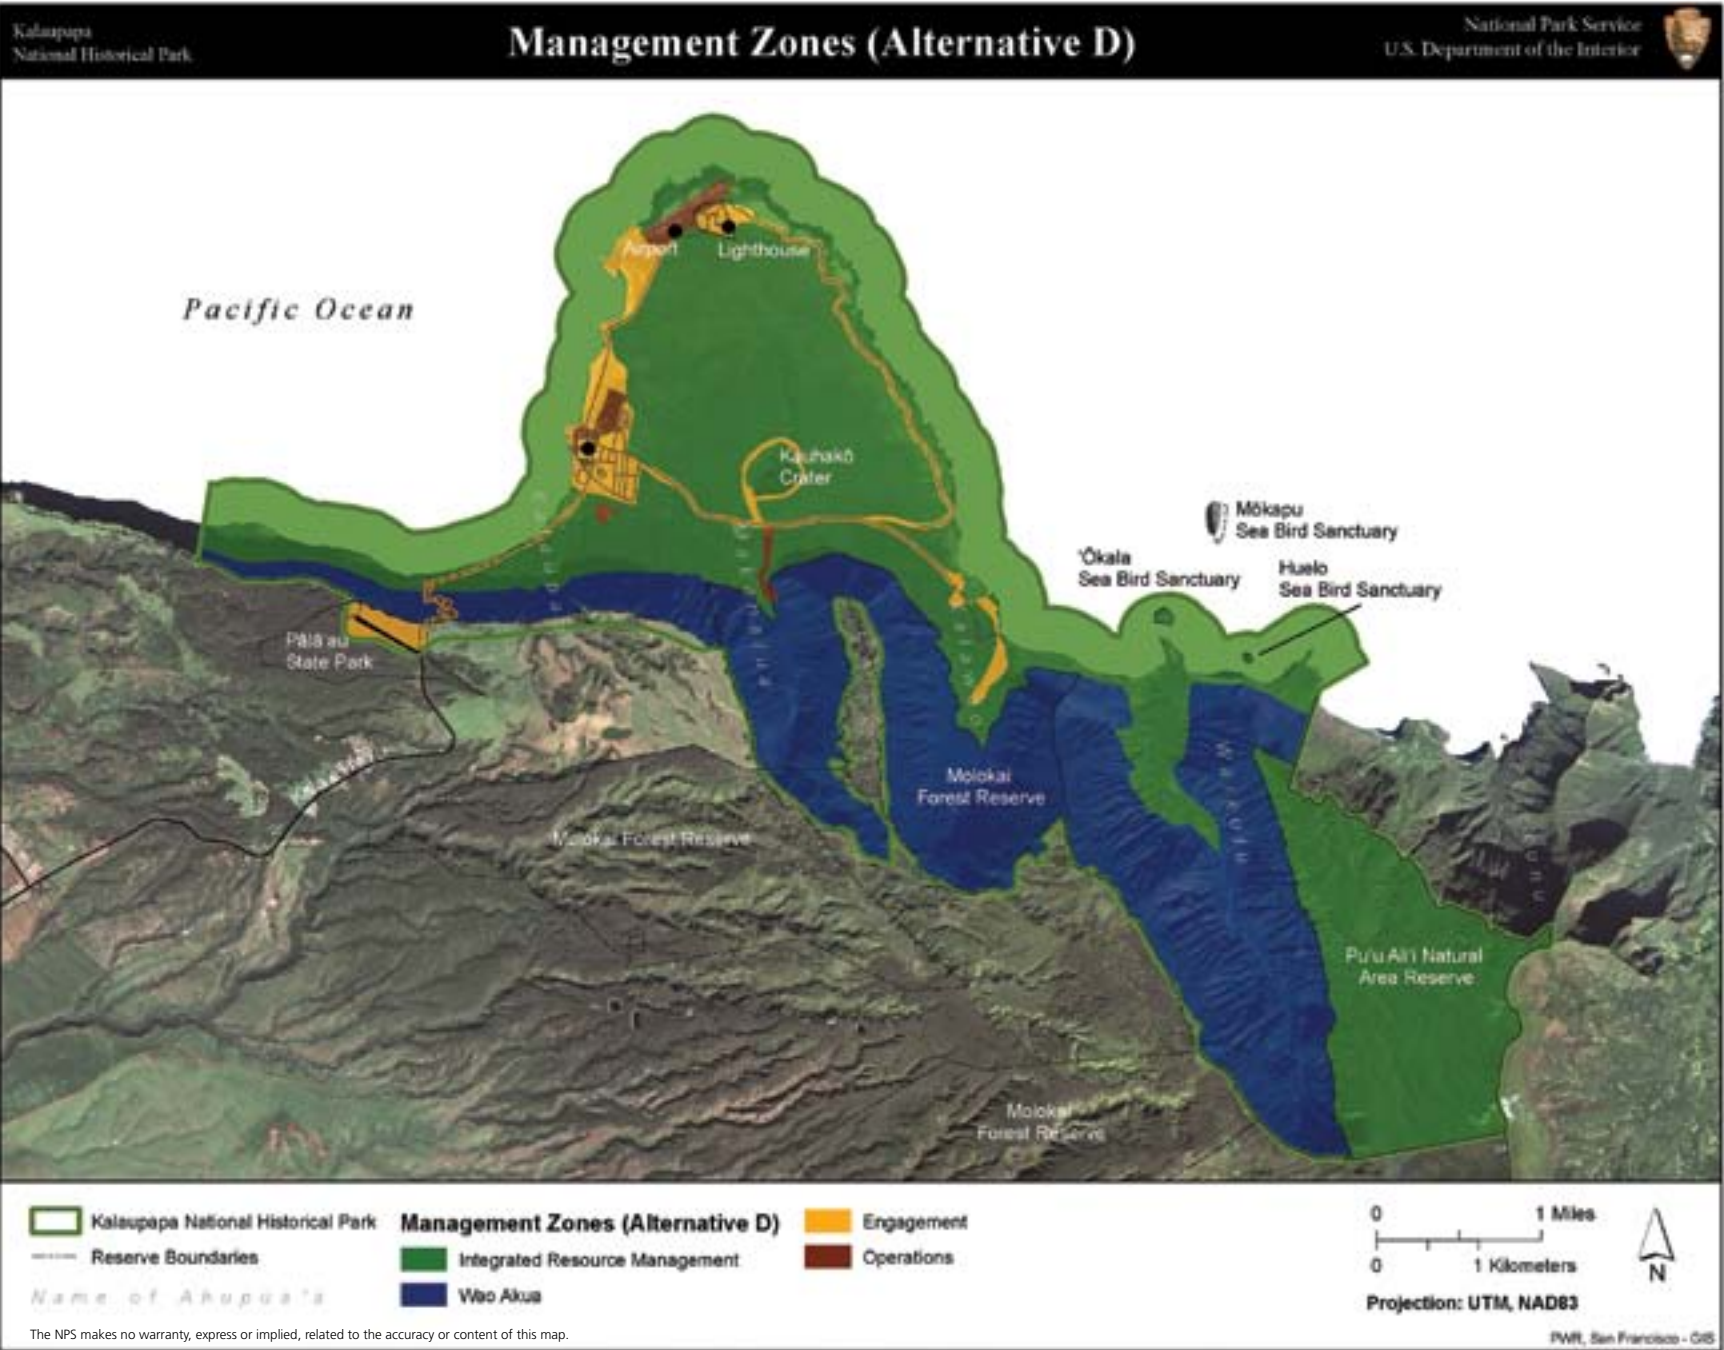 Kalaupapa
National Historical Park
Management Zones (Alternative D)
National Park Service
U.S. Department of the Interior
Pacific Ocean
Airport
Lighthouse
Kauhakō
Crater
Mōkapu
Sea Bird Sanctuary
'Ōkala
Sea Bird Sanctuary
Huelo
Sea Bird Sanctuary
Pālā'au
State Park
Molokai
Forest Reserve
Molokai Forest Reserve
Waikolu
Pu'u Ali'i Natural
Area Reserve
Molokai
Forest Reserve
Kalaupapa National Historical Park
Reserve Boundaries
Name of Ahupua'a
Management Zones (Alternative D)
Integrated Resource Management
Wao Akua
Engagement
Operations
0 1 Miles
0 1 Kilometers
N
Projection: UTM, NAD83
The NPS makes no warranty, express or implied, related to the accuracy or content of this map.
PWR, San Francisco - GIS